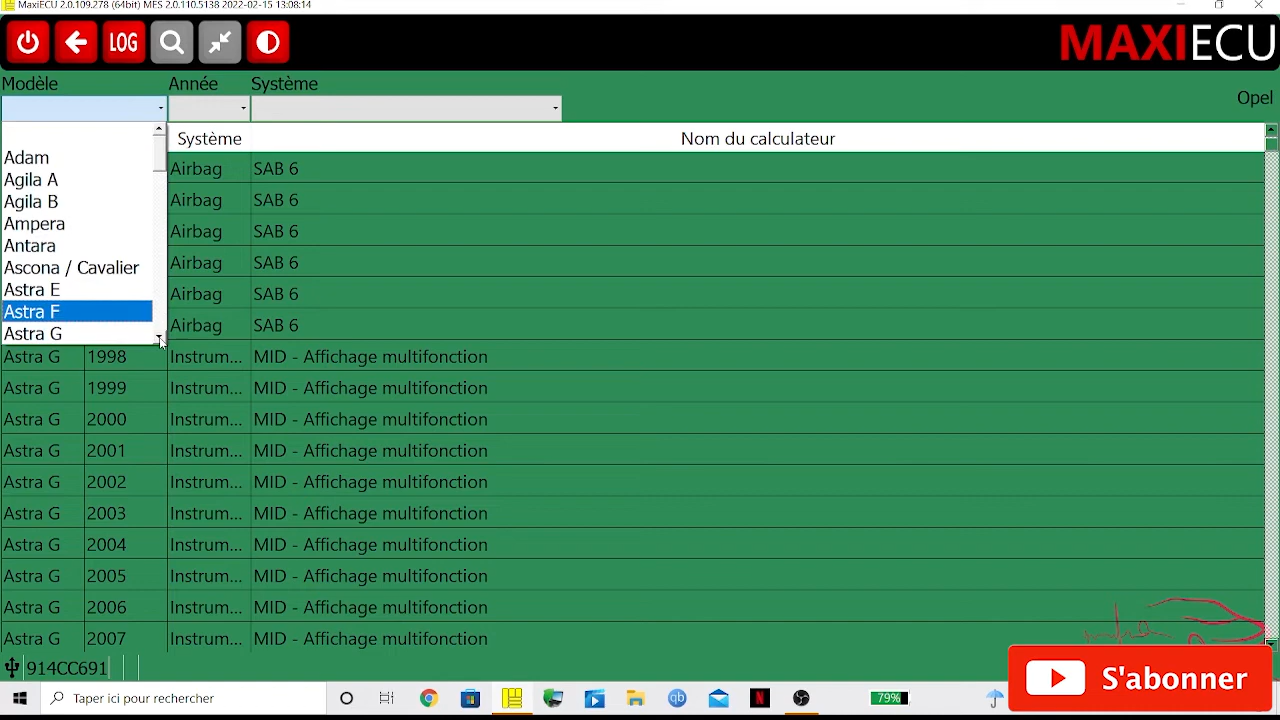 MaxiECU 2.0.109.278 (64bit) MES 2.0.110.5138 2022-02-15 13:08:14
LOG
MAXIECU
Modèle Année Système
Opel
Système Nom du calculateur
Adam
Agila A
Agila B
Ampera
Antara
Ascona / Cavalier
Astra E
Astra F
Astra G
Airbag SAB 6
Airbag SAB 6
Airbag SAB 6
Airbag SAB 6
Airbag SAB 6
Airbag SAB 6
Astra G 1998 Instrum... MID - Affichage multifonction
Astra G 1999 Instrum... MID - Affichage multifonction
Astra G 2000 Instrum... MID - Affichage multifonction
Astra G 2001 Instrum... MID - Affichage multifonction
Astra G 2002 Instrum... MID - Affichage multifonction
Astra G 2003 Instrum... MID - Affichage multifonction
Astra G 2004 Instrum... MID - Affichage multifonction
Astra G 2005 Instrum... MID - Affichage multifonction
Astra G 2006 Instrum... MID - Affichage multifonction
Astra G 2007 Instrum... MID - Affichage multifonction
914CC691
S'abonner
Taper ici pour rechercher
qb
N
79%